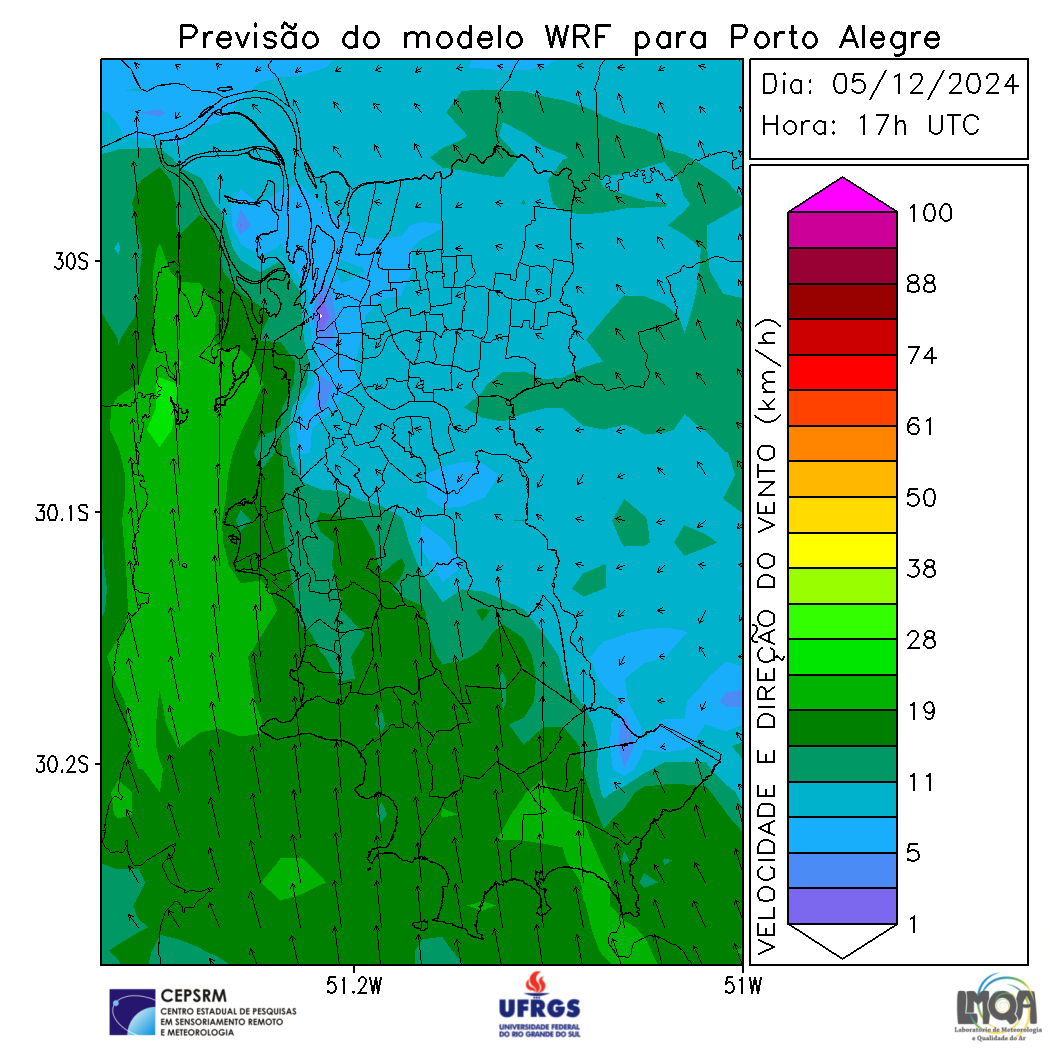 Previsão do modelo WRF para Porto Alegre
Dia: 05/12/2024
Hora: 17h UTC
30S
30.1S
30.2S
51.2W
51W
VELOCIDADE E DIREÇÃO DO VENTO (km/h)
100
88
74
61
50
38
28
19
11
5
1
CEPSRM
CENTRO ESTADUAL DE PESQUISAS
EM SENSORIAMENTO REMOTO
E METEOROLOGIA
UFRGS
UNIVERSIDADE FEDERAL
DO RIO GRANDE DO SUL
LMQA
Laboratório de Meteorologia
e Qualidade do Ar